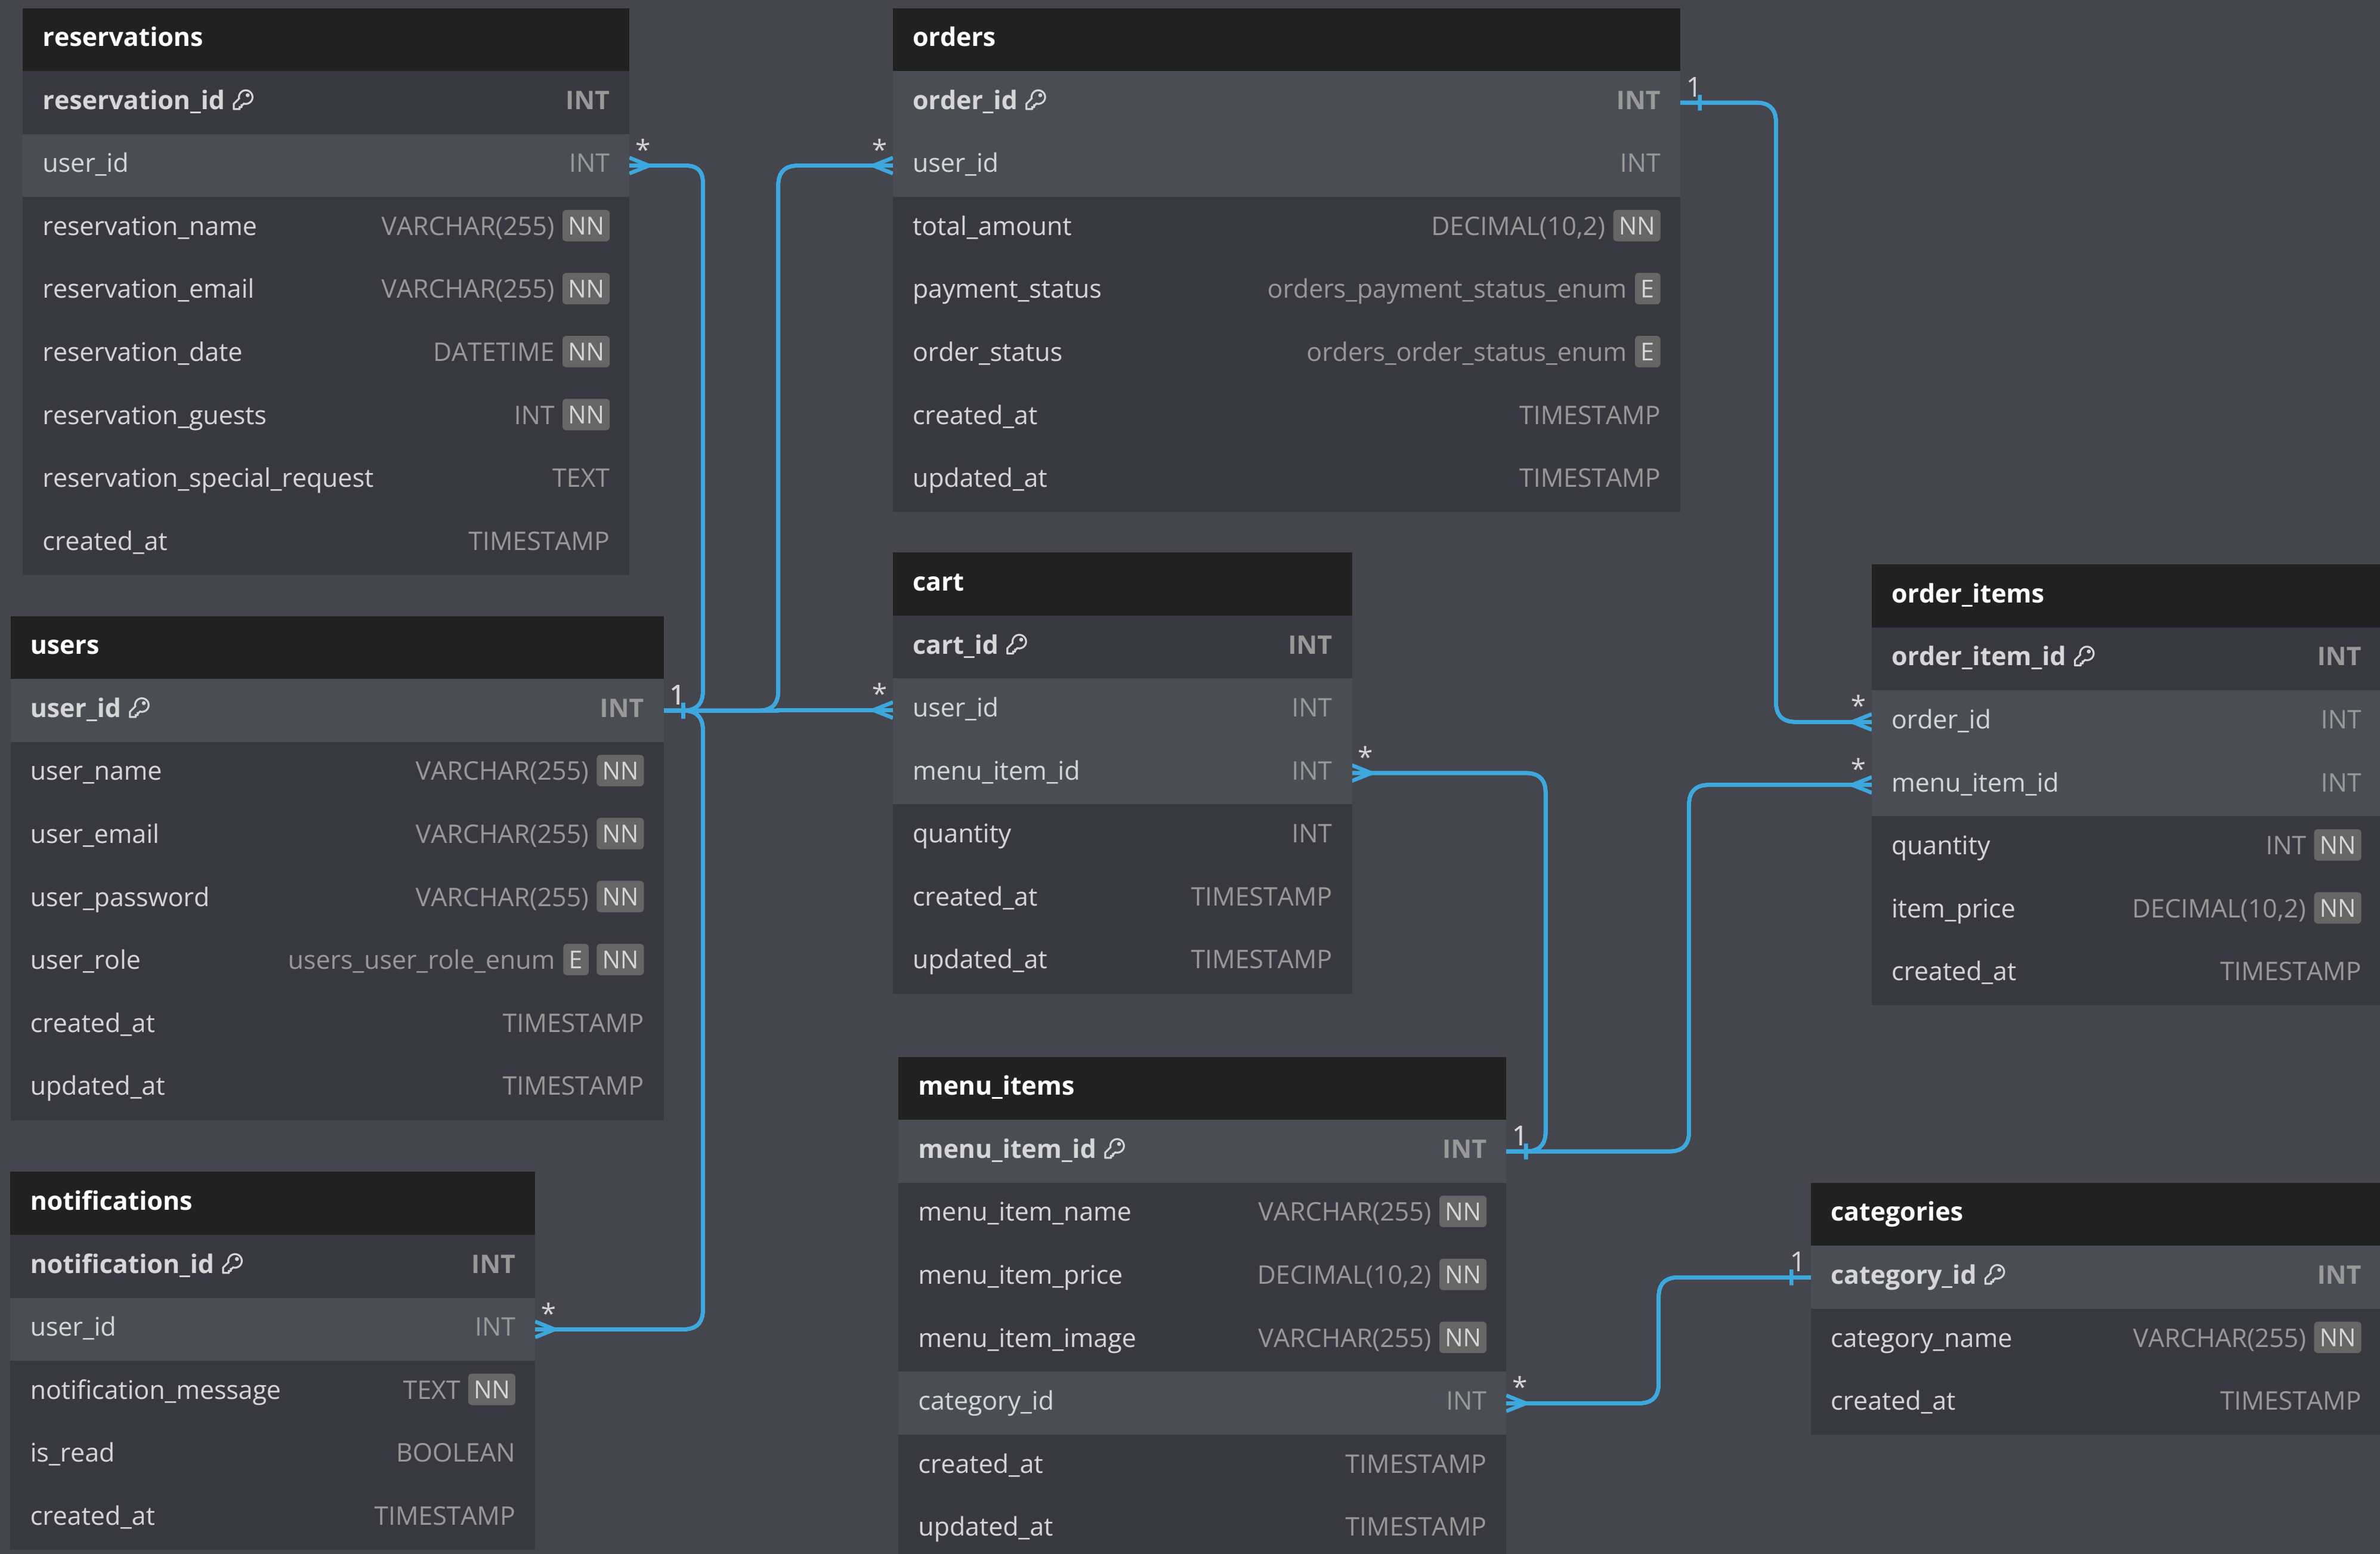 reservations
reservation_id INT
user_id INT
reservation_name VARCHAR(255) NN
reservation_email VARCHAR(255) NN
reservation_date DATETIME NN
reservation_guests INT NN
reservation_special_request TEXT
created_at TIMESTAMP
*
orders
order_id INT
user_id INT
total_amount DECIMAL(10,2) NN
payment_status orders_payment_status_enum E
order_status orders_order_status_enum E
created_at TIMESTAMP
updated_at TIMESTAMP
1
*
users
user_id INT
user_name VARCHAR(255) NN
user_email VARCHAR(255) NN
user_password VARCHAR(255) NN
user_role users_user_role_enum E NN
created_at TIMESTAMP
updated_at TIMESTAMP
1
cart
cart_id INT
user_id INT
menu_item_id INT
quantity INT
created_at TIMESTAMP
updated_at TIMESTAMP
*
*
order_items
order_item_id INT
order_id INT
menu_item_id INT
quantity INT NN
item_price DECIMAL(10,2) NN
created_at TIMESTAMP
*
*
notifications
notification_id INT
user_id INT
notification_message TEXT NN
is_read BOOLEAN
created_at TIMESTAMP
*
menu_items
menu_item_id INT
menu_item_name VARCHAR(255) NN
menu_item_price DECIMAL(10,2) NN
menu_item_image VARCHAR(255) NN
category_id INT
created_at TIMESTAMP
updated_at TIMESTAMP
1
*
categories
category_id INT
category_name VARCHAR(255) NN
created_at TIMESTAMP
1